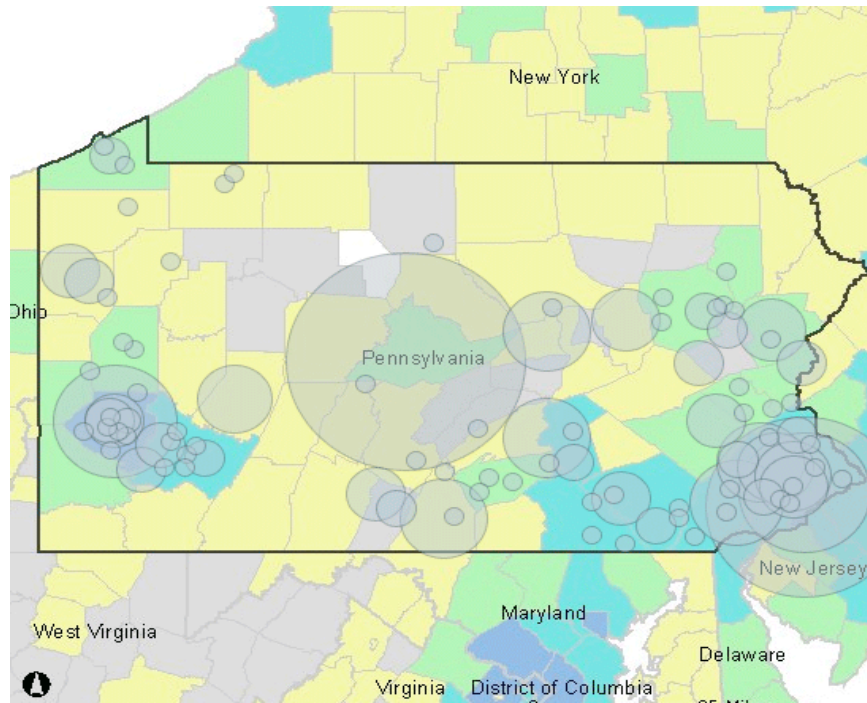 New York
Ohio
Pennsylvania
New Jersey
Maryland
West Virginia
Delaware
Virginia
District of Columbia